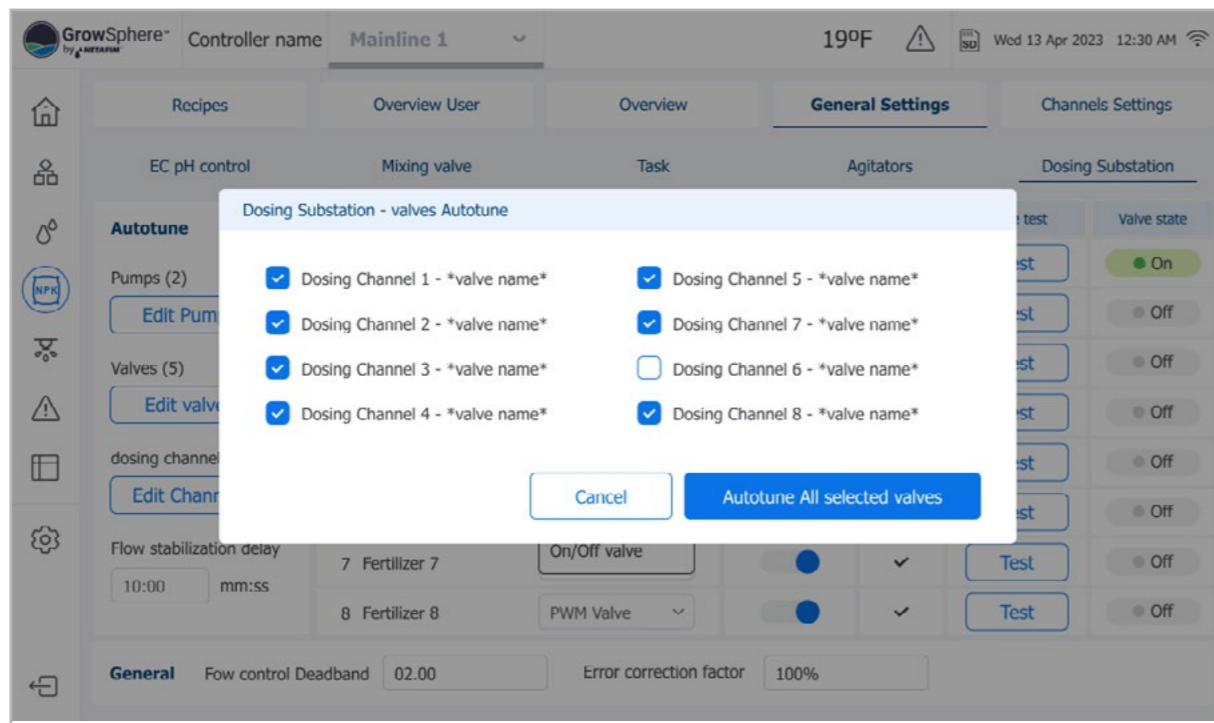 GrowSphere™ Controller name Mainline 1 19ºF SD Wed 13 Apr 2023 12:30 AM
by NETAFIM™
Recipes Overview User Overview General Settings Channels Settings
EC pH control Mixing valve Task Agitators Dosing Substation
Dosing Substation - valves Autotune
Autotune test Valve state
Dosing Channel 1 - *valve name* Dosing Channel 5 - *valve name*
Pumps (2) st On
Edit Pum
NPK
Dosing Channel 2 - *valve name* Dosing Channel 7 - *valve name*
st Off
Valves (5) Dosing Channel 3 - *valve name* Dosing Channel 6 - *valve name* st Off
Edit valv Dosing Channel 4 - *valve name* Dosing Channel 8 - *valve name* st Off
dosing channel st Off
Edit Chann Cancel Autotune All selected valves st Off
Flow stabilization delay On/Off valve
7 Fertilizer 7 Test Off
10:00 mm:ss
8 Fertilizer 8 PWM Valve Test Off
General Fow control Deadband 02.00 Error correction factor 100%